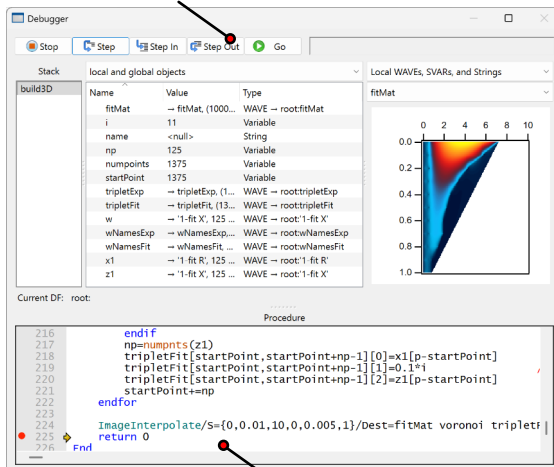 Debugger
Stop Step Step In Step Out Go
Stack local and global objects Local WAVEs, SVARs, and Strings
build3D Name Value Type fitMat
fitMat → fitMat, (1000... WAVE → root:fitMat
i 11 Variable
name <null> String
np 125 Variable
numpoints 1375 Variable
startPoint 1375 Variable
tripletExp → tripletExp, (1... WAVE → root:tripletExp
tripletFit → tripletFit, (13... WAVE → root:tripletFit
w → '1-fit X', 125 ... WAVE → root:'1-fit X'
wNamesExp → wNamesExp,... WAVE → root:wNamesExp
wNamesFit → wNamesFit, ... WAVE → root:wNamesFit
x1 → '1-fit R', 125 ... WAVE → root:'1-fit R'
z1 → '1-fit X', 125 ... WAVE → root:'1-fit X'
0 2 4 6 8 10
0.0
0.2
0.4
0.6
0.8
1.0
Current DF: root:
Procedure
216 endif
217 np=numpnts(z1)
218 tripletFit[startPoint,startPoint+np-1][0]=x1[p-startPoint]
219 tripletFit[startPoint,startPoint+np-1][1]=0.1*i
220 tripletFit[startPoint,startPoint+np-1][2]=z1[p-startPoint]
221 startPoint+=np
222 endfor
223
224 ImageInterpolate/S={0,0.01,10,0,0.005,1}/Dest=fitMat voronoi tripletF
225 return 0
226 End